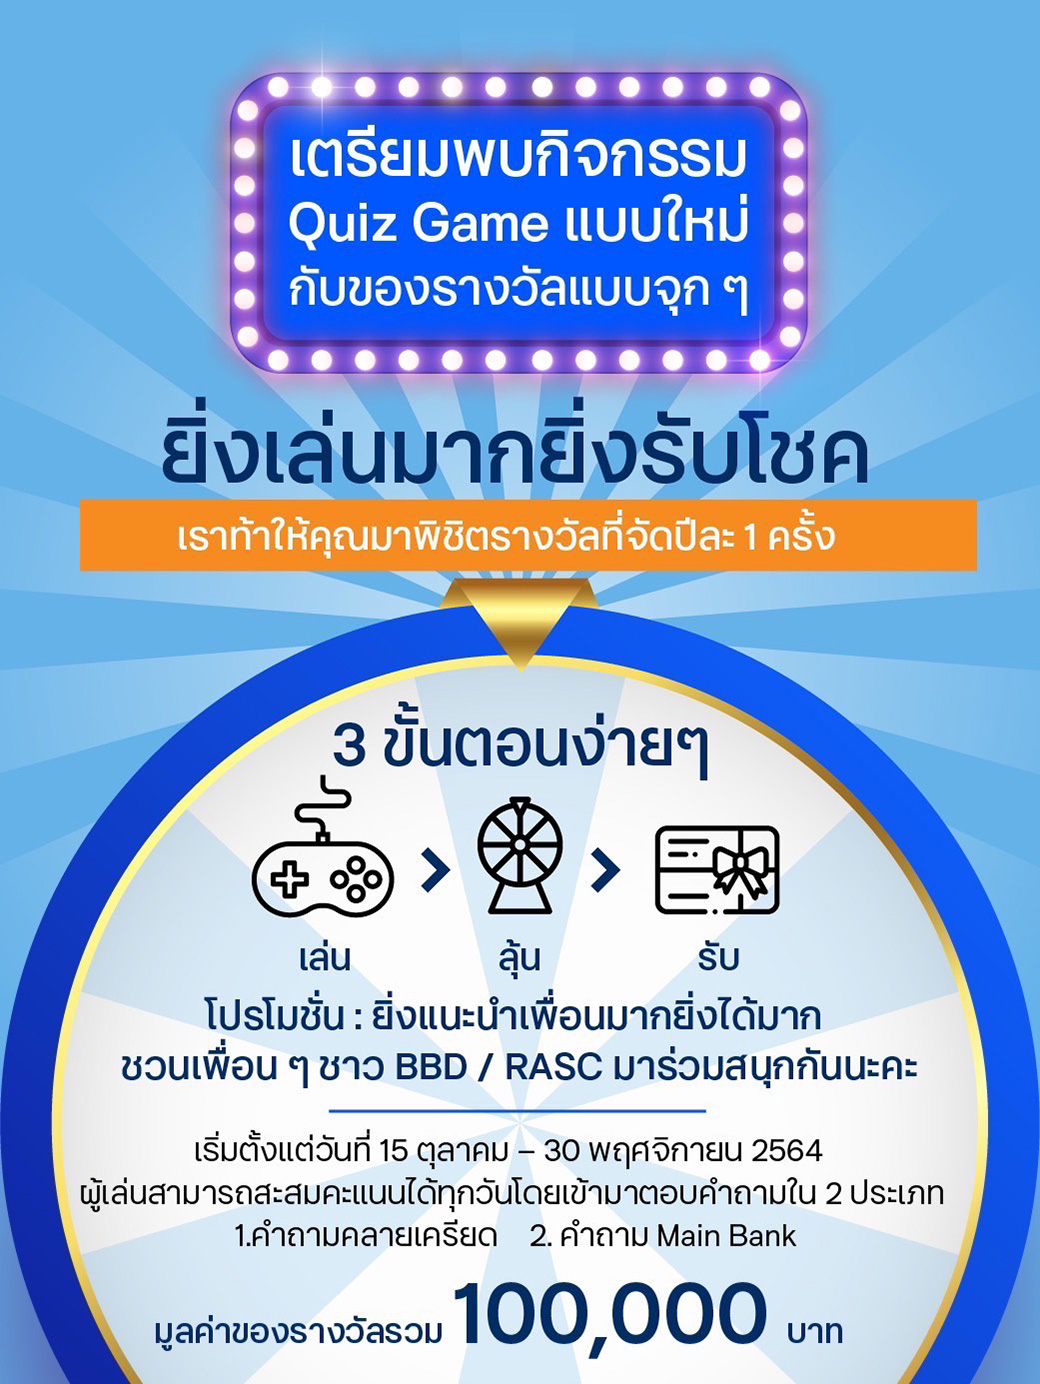 เตรียมพบกิจกรรม
Quiz Game แบบใหม่
กับของรางวัลแบบจุก ๆ
ยิ่งเล่นมากยิ่งรับโชค
เราท้าให้คุณมาพิชิตรางวัลที่จัดปีละ 1 ครั้ง
3 ขั้นตอนง่ายๆ
เล่น > ลุ้น > รับ
โปรโมชั่น : ยิ่งแนะนำเพื่อนมากยิ่งได้มาก
ชวนเพื่อน ๆ ชาว BBD / RASC มาร่วมสนุกกันนะคะ
เริ่มตั้งแต่วันที่ 15 ตุลาคม – 30 พฤศจิกายน 2564
ผู้เล่นสามารถสะสมคะแนนได้ทุกวันโดยเข้ามาตอบคำถามใน 2 ประเภท
1.คำถามคลายเครียด 2. คำถาม Main Bank
มูลค่าของรางวัลรวม 100,000 บาท